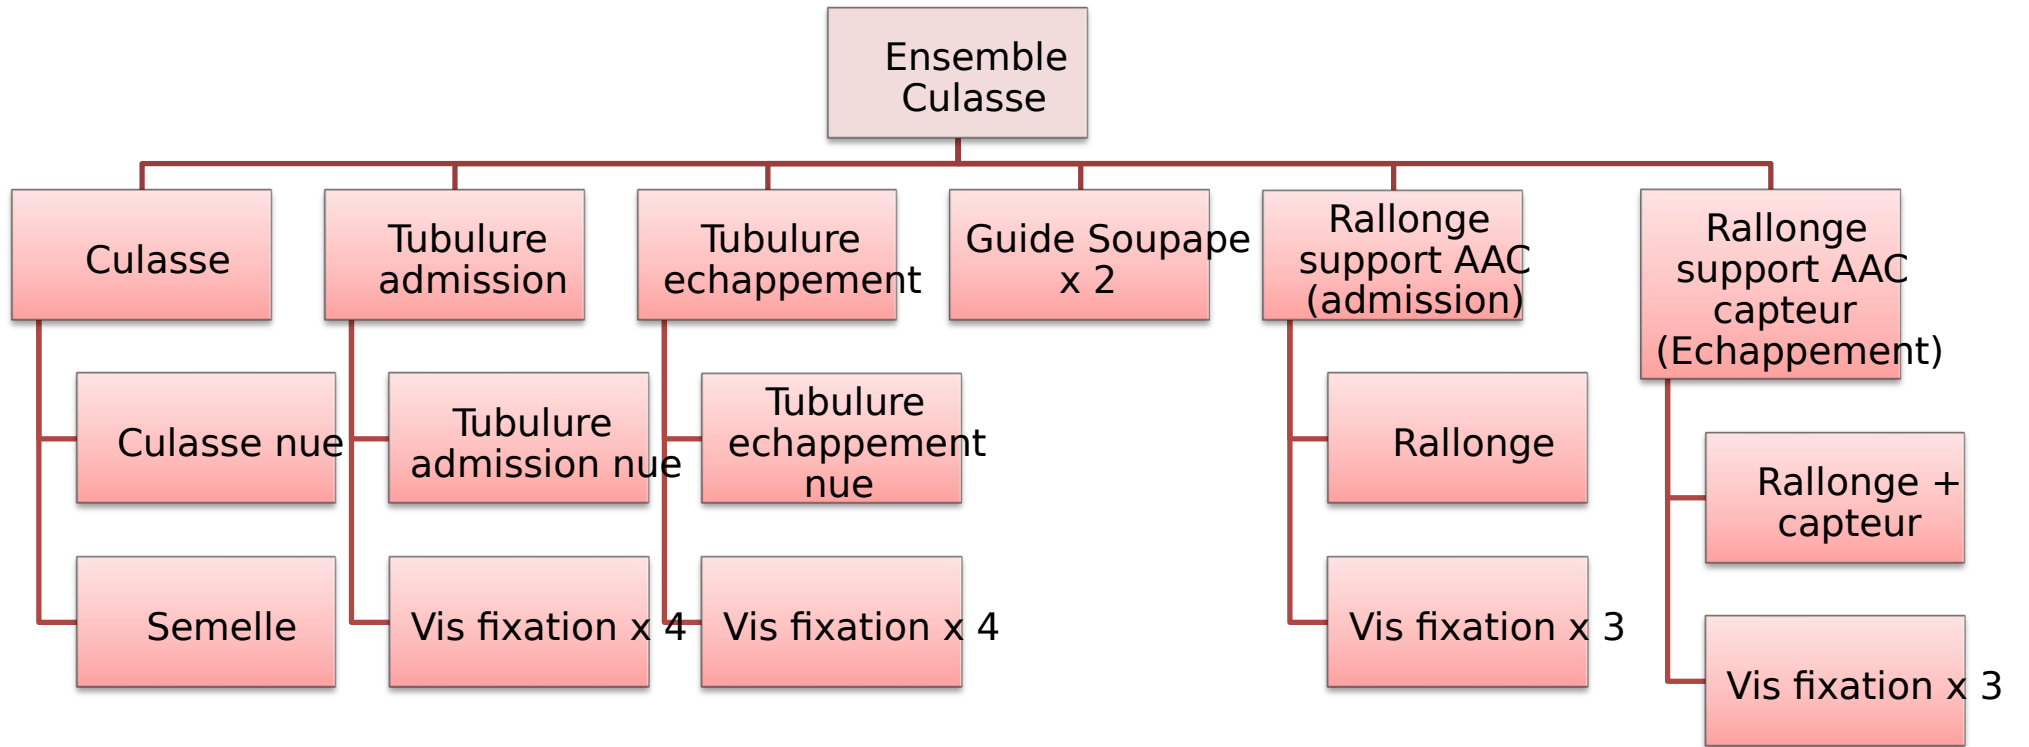 Ensemble
Culasse
Culasse
Tubulure
admission
Tubulure
echappement
Guide Soupape
x 2
Rallonge
support AAC
(admission)
Rallonge
support AAC
capteur
(Echappement)
Culasse nue
Tubulure
admission nue
Tubulure
echappement
nue
Rallonge
Rallonge +
capteur
Semelle
Vis fixation x 4
Vis fixation x 4
Vis fixation x 3
Vis fixation x 3